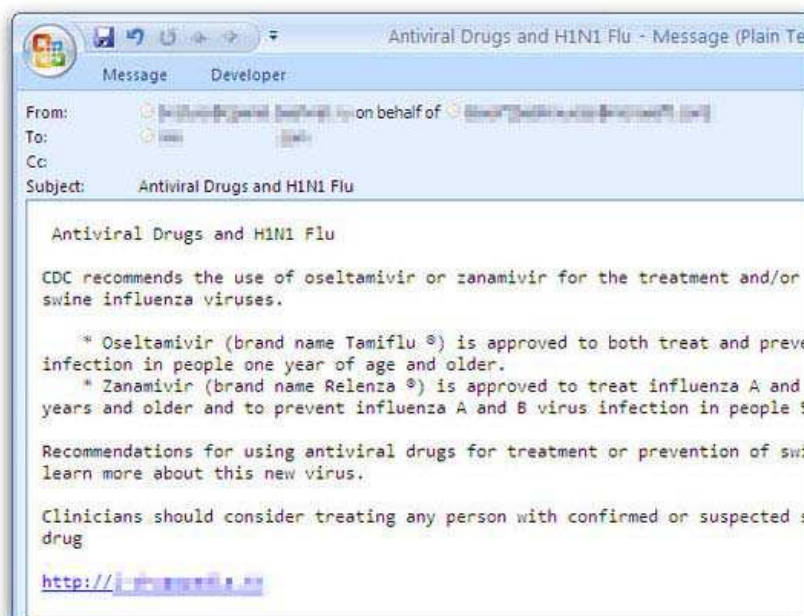 Antiviral Drugs and H1N1 Flu - Message (Plain Te
Message Developer
From: on behalf of
To:
Cc:
Subject: Antiviral Drugs and H1N1 Flu
Antiviral Drugs and H1N1 Flu
CDC recommends the use of oseltamivir or zanamivir for the treatment and/or
swine influenza viruses.
* Oseltamivir (brand name Tamiflu ®) is approved to both treat and preve
infection in people one year of age and older.
* Zanamivir (brand name Relenza ®) is approved to treat influenza A and
years and older and to prevent influenza A and B virus infection in people
Recommendations for using antiviral drugs for treatment or prevention of swi
learn more about this new virus.
Clinicians should consider treating any person with confirmed or suspected
drug
http://